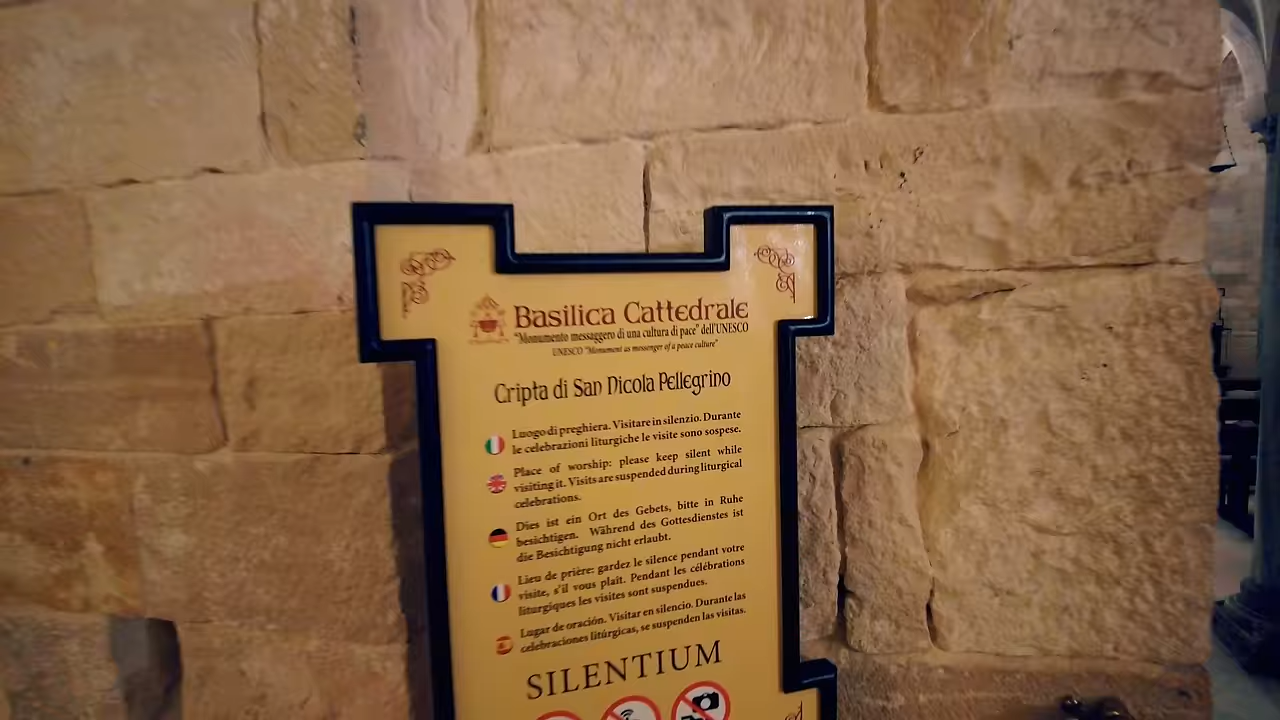 Basilica Cattedrale
"Monumento messaggero di una cultura di pace" dell'UNESCO
UNESCO "Monument as messenger of a peace culture"
Cripta di San Nicola Pellegrino
Luogo di preghiera. Visitare in silenzio. Durante
le celebrazioni liturgiche le visite sono sospese.
Place of worship: please keep silent while
visiting it. Visits are suspended during liturgical
celebrations.
Dies ist ein Ort des Gebets, bitte in Ruhe
besichtigen. Während des Gottesdienstes ist
die Besichtigung nicht erlaubt.
Lieu de prière: gardez le silence pendant votre
visite, s'il vous plaît. Pendant les célébrations
liturgiques les visites sont suspendues.
Lugar de oración. Visitar en silencio. Durante las
celebraciones litúrgicas, se suspenden las visitas.
SILENTIUM